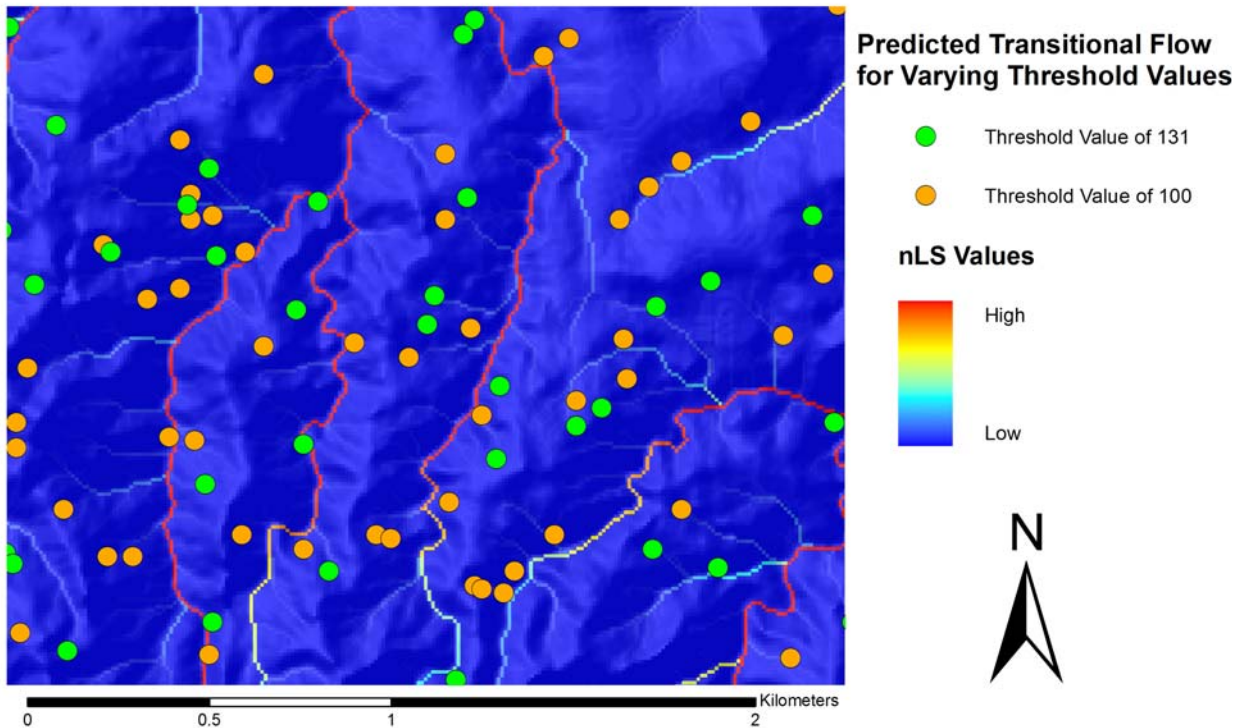 Predicted Transitional Flow
for Varying Threshold Values
Threshold Value of 131
Threshold Value of 100
nLS Values
High
Low
N
Kilometers
0 0.5 1 2